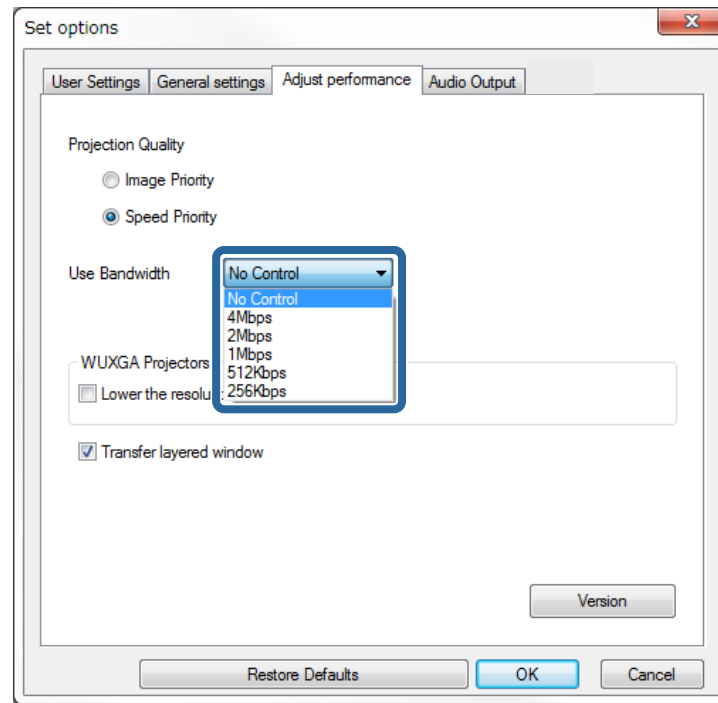 Set options
User Settings General settings Adjust performance Audio Output
Projection Quality
Image Priority
Speed Priority
Use Bandwidth No Control
No Control
4Mbps
2Mbps
1Mbps
512Kbps
256Kbps
WUXGA Projectors
Lower the
Transfer layered window
Version
Restore Defaults OK Cancel